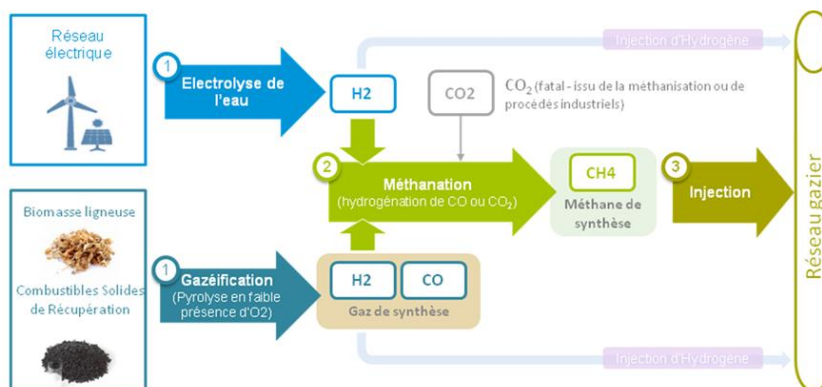 Réseau
électrique
1
Electrolyse de
l'eau
H2
Injection d'Hydrogène
CO2
CO2 (fatal - issu de la méthanisation ou de
procédés industriels)
2
Méthanation
(hydrogénation de CO ou CO2)
CH4
Méthane de
synthèse
3
Injection
Réseau gazier
Biomasse ligneuse
Combustibles Solides
de Récupération
1
Gazéification
(Pyrolyse en faible
présence d'O2)
H2
CO
Gaz de synthèse
Injection d'Hydrogène